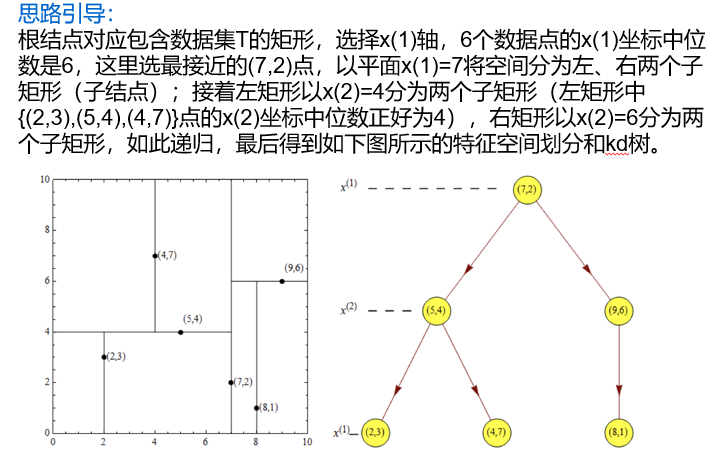 思路引导：
根结点对应包含数据集T的矩形，选择x(1)轴，6个数据点的x(1)坐标中位
数是6，这里选最接近的(7,2)点，以平面x(1)=7将空间分为左、右两个子
矩形（子结点）；接着左矩形以x(2)=4分为两个子矩形（左矩形中
{(2,3),(5,4),(4,7)}点的x(2)坐标中位数正好为4），右矩形以x(2)=6分为两
个子矩形，如此递归，最后得到如下图所示的特征空间划分和kd树。
10
8
6
4
2
0
0 2 4 6 8 10
(4,7)
(9,6)
(5,4)
(2,3)
(7,2)
(8,1)
x(1)
(7,2)
x(2)
(5,4)
(9,6)
x(1)
(2,3)
(4,7)
(8,1)